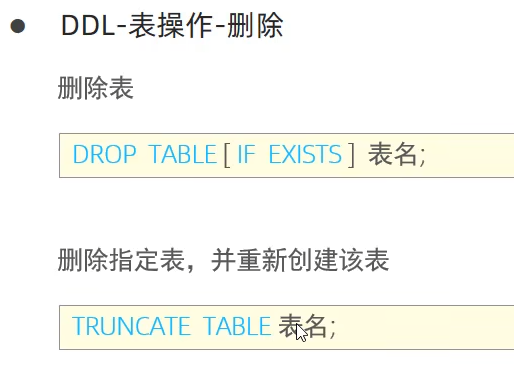 ● DDL-表操作-删除
删除表
DROP TABLE [ IF EXISTS ] 表名;
删除指定表，并重新创建该表
TRUNCATE TABLE 表名;